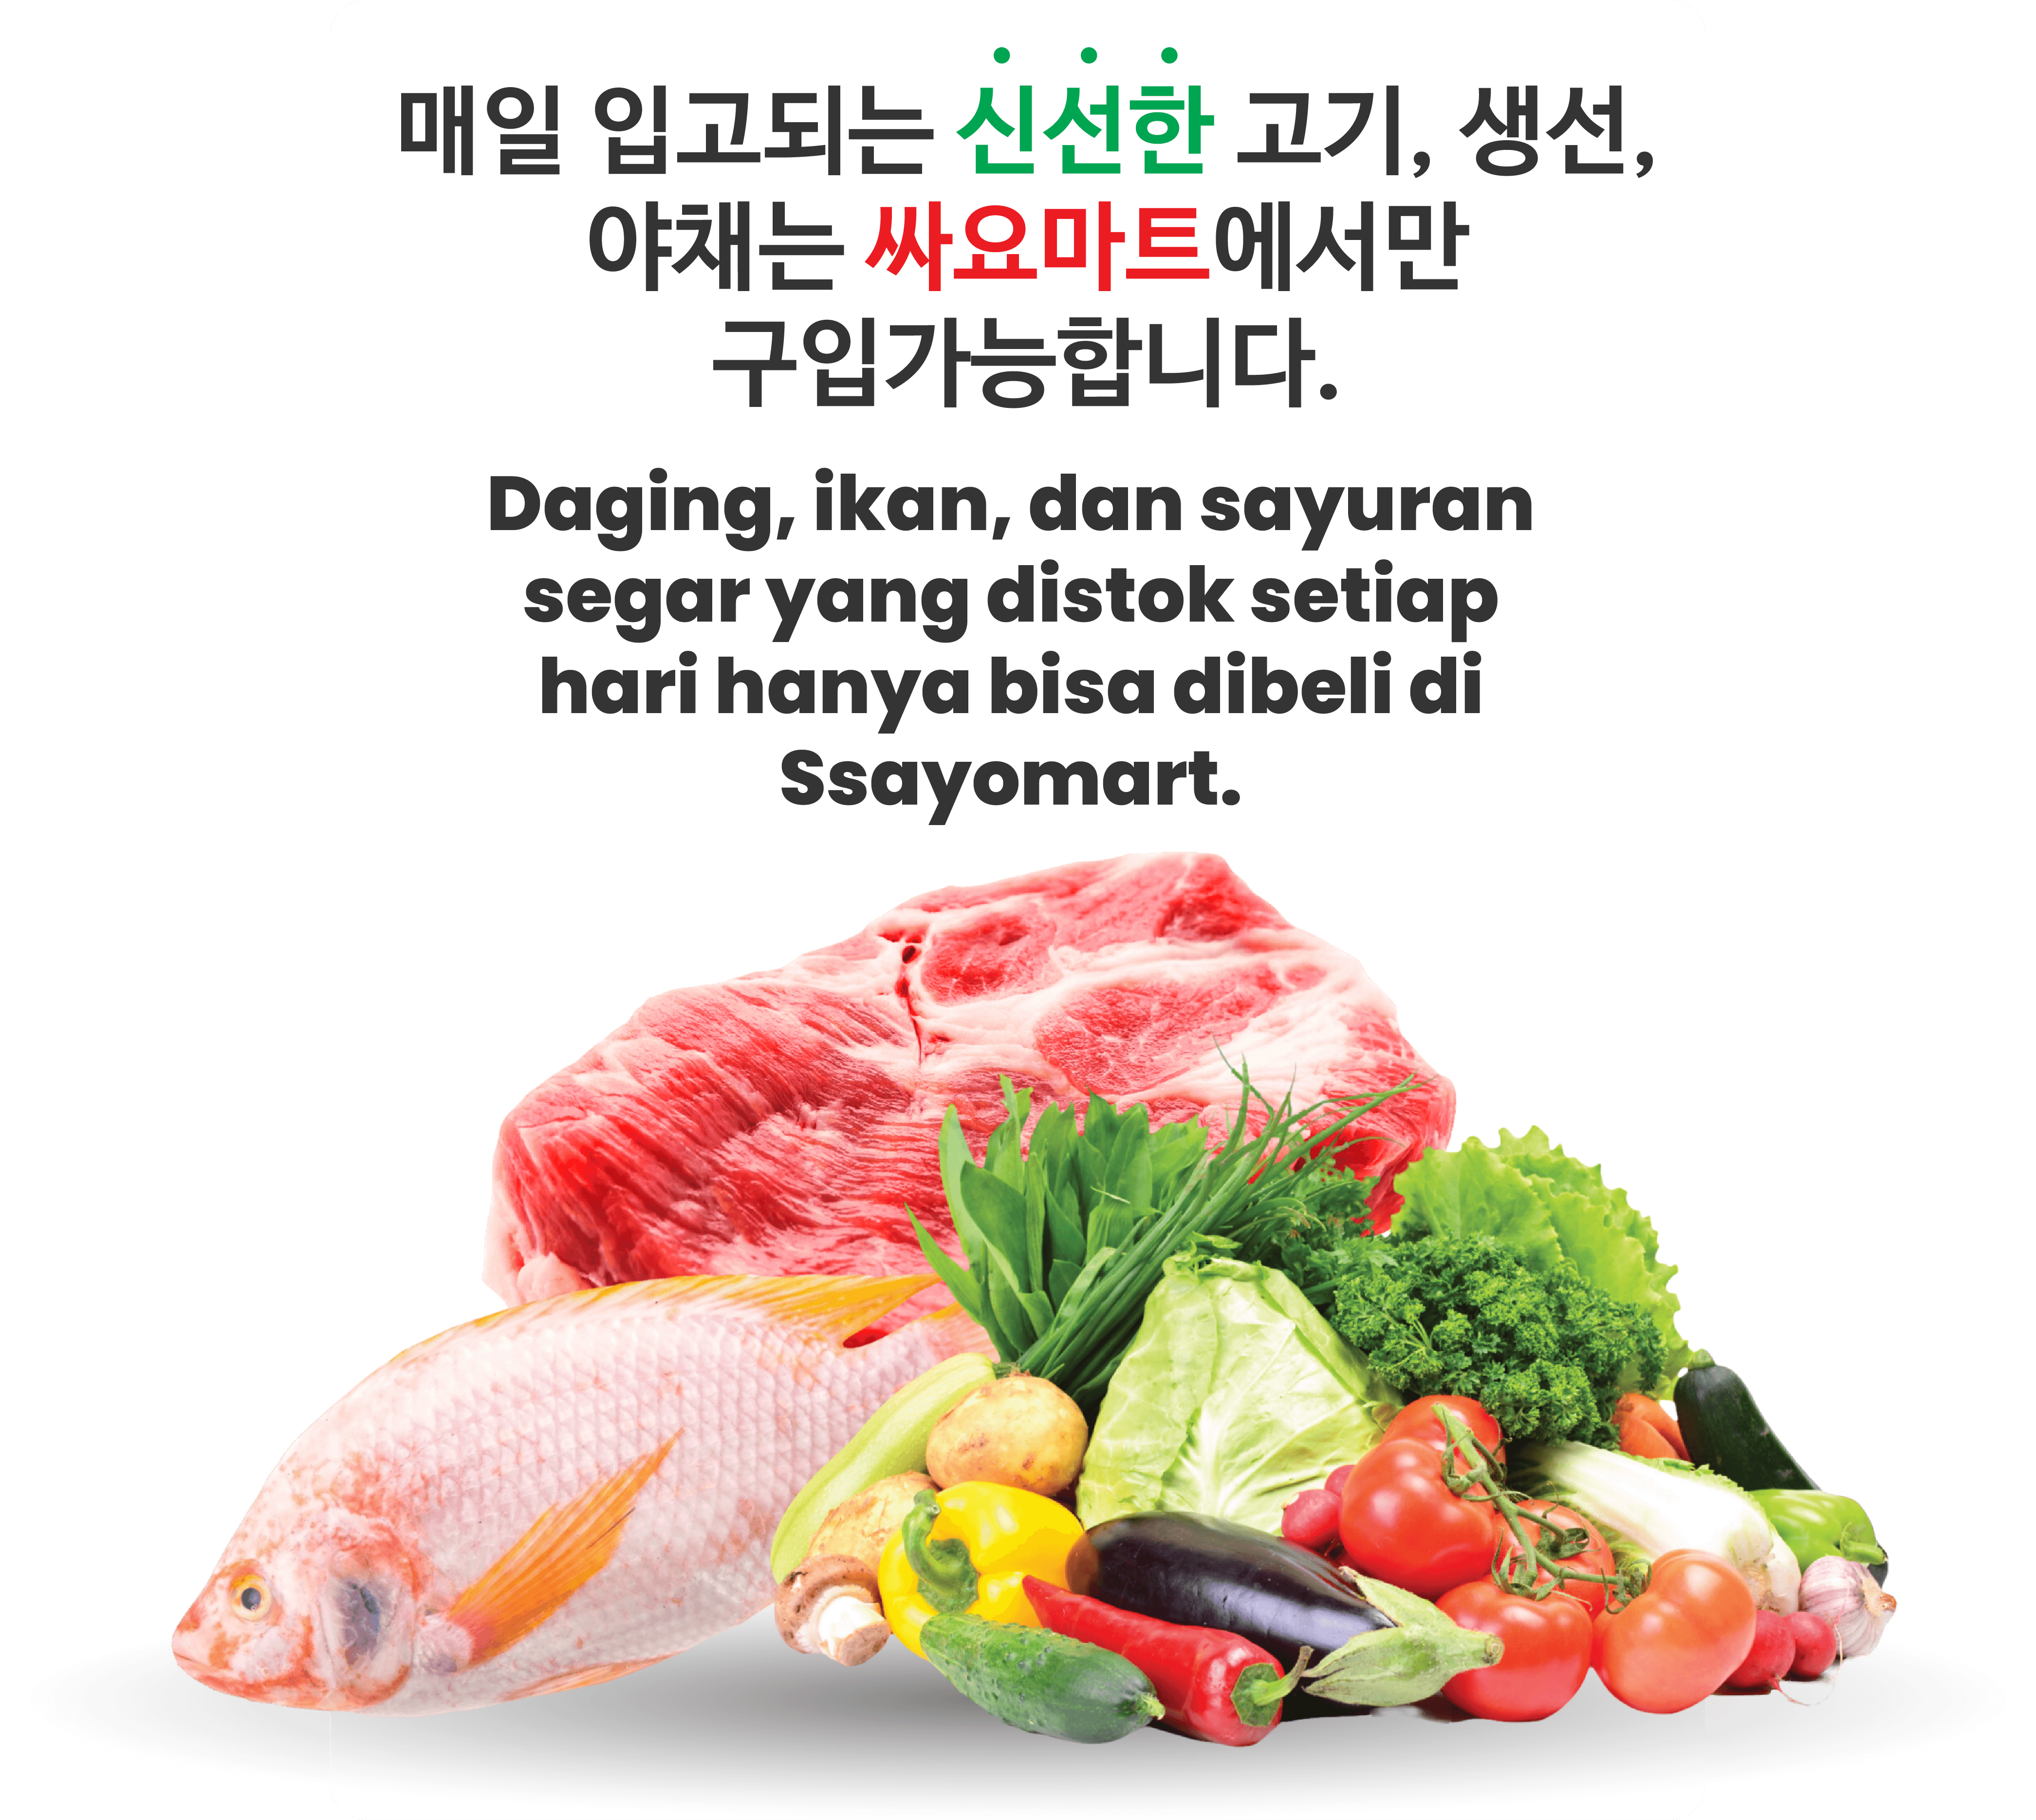 매일 입고되는 신선한 고기, 생선,
야채는 싸요마트에서만
구입가능합니다.
Daging, ikan, dan sayuran
segar yang distok setiap
hari hanya bisa dibeli di
Ssayomart.